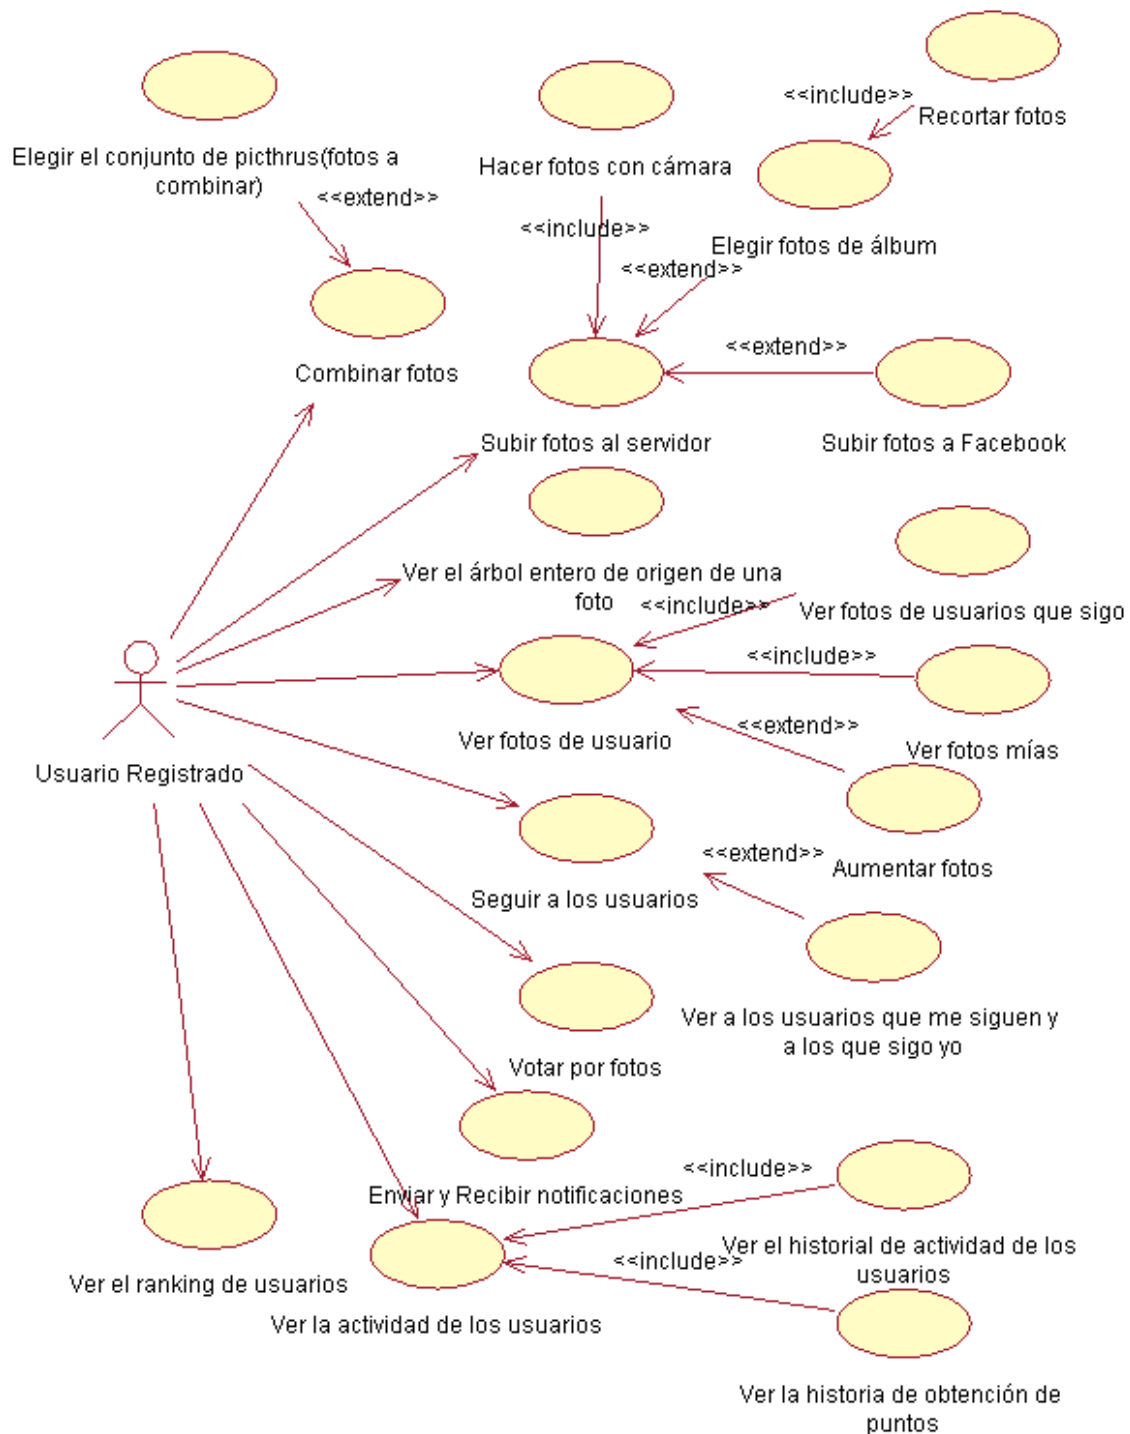 <<include>>
Recortar fotos
Elegir el conjunto de picthrus(fotos a
combinar)
Hacer fotos con cámara
<<extend>>
<<include>>
Elegir fotos de álbum
<<extend>>
<<extend>>
Combinar fotos
Subir fotos al servidor
Subir fotos a Facebook
Ver el árbol entero de origen de una
foto
<<include>>
Ver fotos de usuarios que sigo
<<include>>
Ver fotos de usuario
<<extend>>
Ver fotos mías
Usuario Registrado
<<extend>>
Aumentar fotos
Seguir a los usuarios
Ver a los usuarios que me siguen y
a los que sigo yo
Votar por fotos
<<include>>
Enviar y Recibir notificaciones
Ver el historial de actividad de los
usuarios
<<include>>
Ver el ranking de usuarios
Ver la actividad de los usuarios
Ver la historia de obtención de
puntos